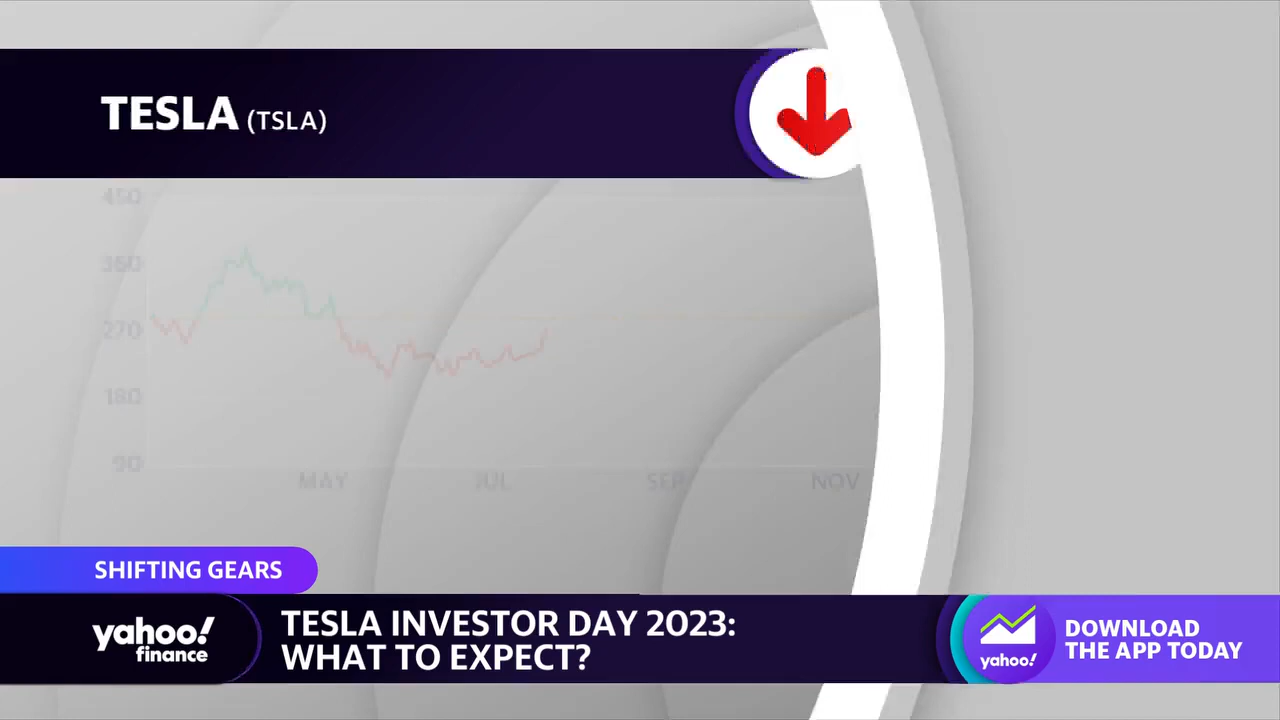 TESLA (TSLA)
450
360
270
180
90
MAY JUL SEP NOV
SHIFTING GEARS
yahoo!
finance
TESLA INVESTOR DAY 2023:
WHAT TO EXPECT?
yahoo!
DOWNLOAD
THE APP TODAY